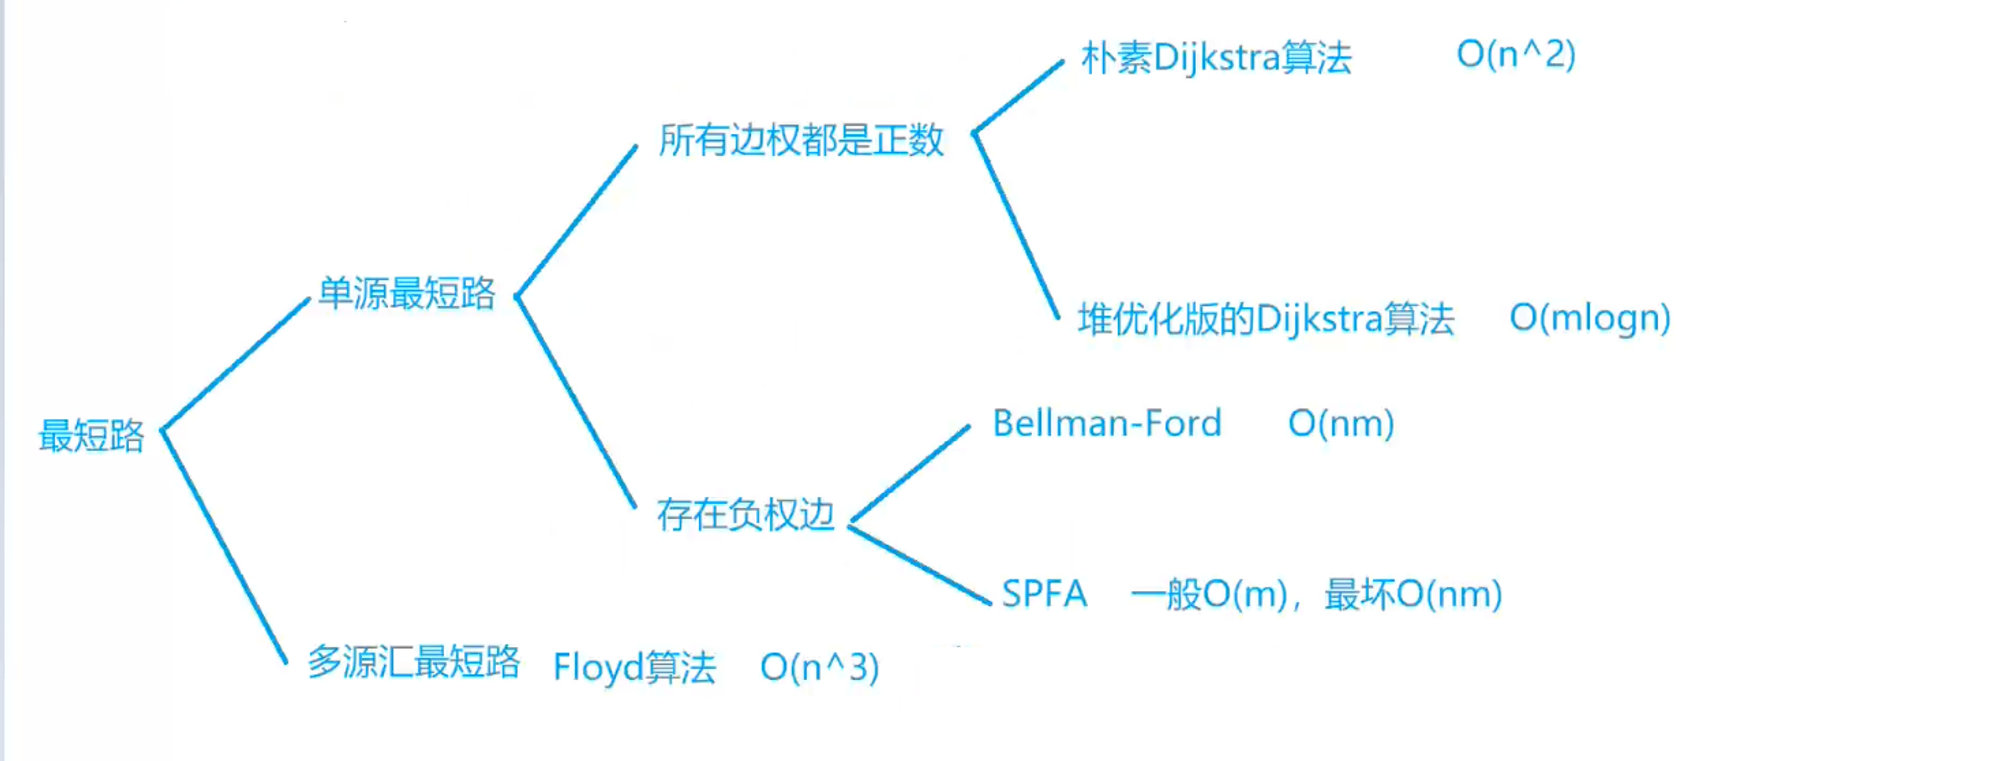 朴素Dijkstra算法 O(n^2)
所有边权都是正数
单源最短路
堆优化版的Dijkstra算法 O(mlogn)
最短路
Bellman-Ford O(nm)
存在负权边
SPFA 一般O(m)，最坏O(nm)
多源汇最短路 Floyd算法 O(n^3)